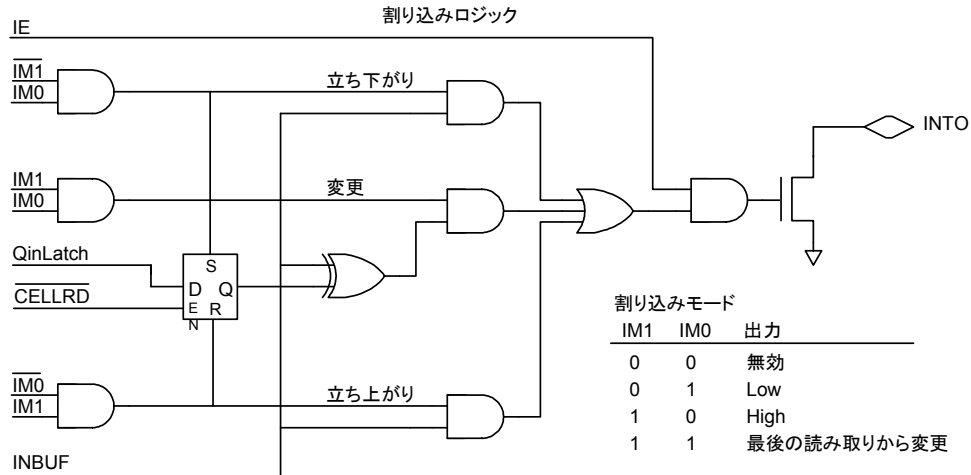 割り込みロジック
IE
IM1
IM0
立ち下がり
INTO
IM1
IM0
変更
QinLatch
S
D Q
E R
N
CELLRD
割り込みモード
IM1 IM0 出力
0 0 無効
0 1 Low
1 0 High
1 1 最後の読み取りから変更
IM0
IM1
立ち上がり
INBUF